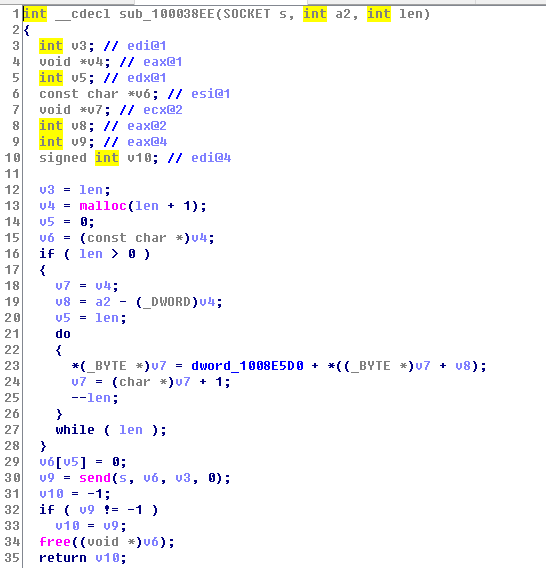 1 int __cdecl sub_100038EE(SOCKET s, int a2, int len)
2 {
3 int v3; // edi@1
4 void *v4; // eax@1
5 int v5; // edx@1
6 const char *v6; // esi@1
7 void *v7; // ecx@2
8 int v8; // eax@2
9 int v9; // eax@4
10 signed int v10; // edi@4
11
12 v3 = len;
13 v4 = malloc(len + 1);
14 v5 = 0;
15 v6 = (const char *)v4;
16 if ( len > 0 )
17 {
18 v7 = v4;
19 v8 = a2 - (_DWORD)v4;
20 v5 = len;
21 do
22 {
23 *(_BYTE *)v7 = dword_1008E5D0 + *((_BYTE *)v7 + v8);
24 v7 = (char *)v7 + 1;
25 --len;
26 }
27 while ( len );
28 }
29 v6[v5] = 0;
30 v9 = send(s, v6, v3, 0);
31 v10 = -1;
32 if ( v9 != -1 )
33 v10 = v9;
34 free((void *)v6);
35 return v10;